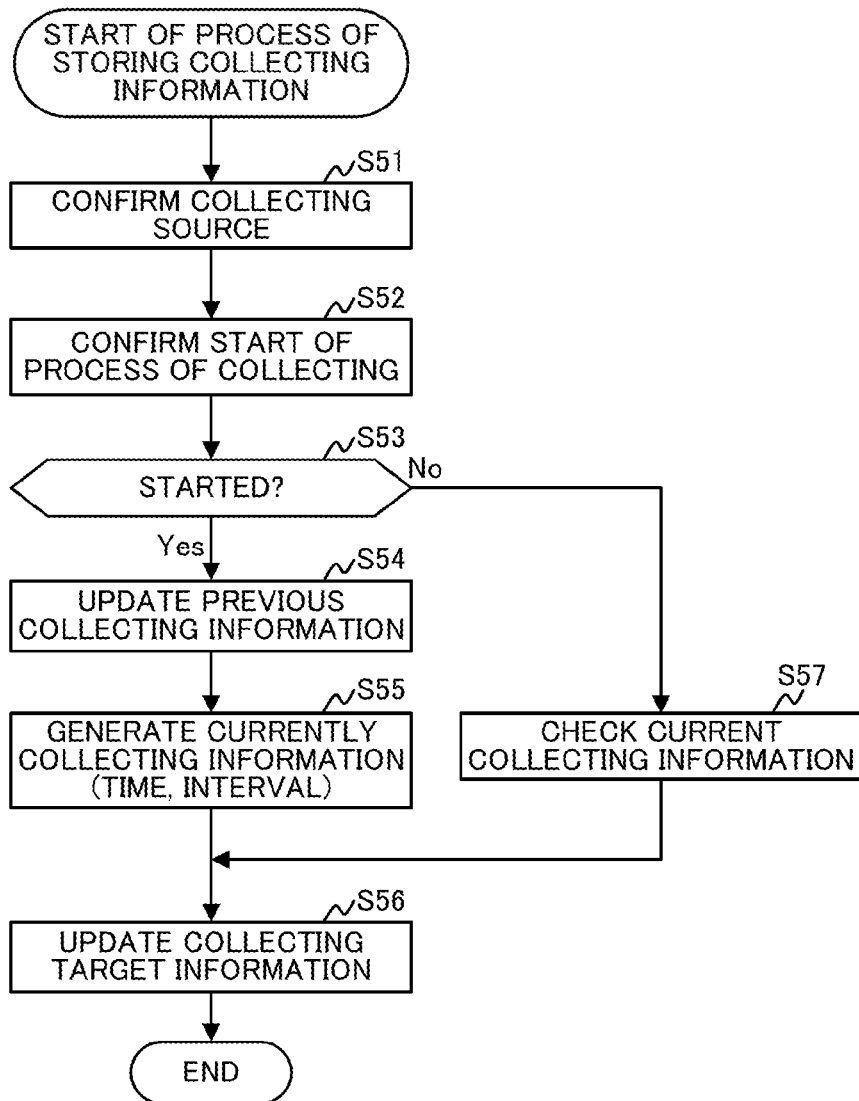 START OF PROCESS OF
STORING COLLECTING
INFORMATION
S51
CONFIRM COLLECTING
SOURCE
S52
CONFIRM START OF
PROCESS OF COLLECTING
S53
STARTED?
No
Yes
S54
UPDATE PREVIOUS
COLLECTING INFORMATION
S55
GENERATE CURRENTLY
COLLECTING INFORMATION
(TIME, INTERVAL)
S57
CHECK CURRENT
COLLECTING INFORMATION
S56
UPDATE COLLECTING
TARGET INFORMATION
END